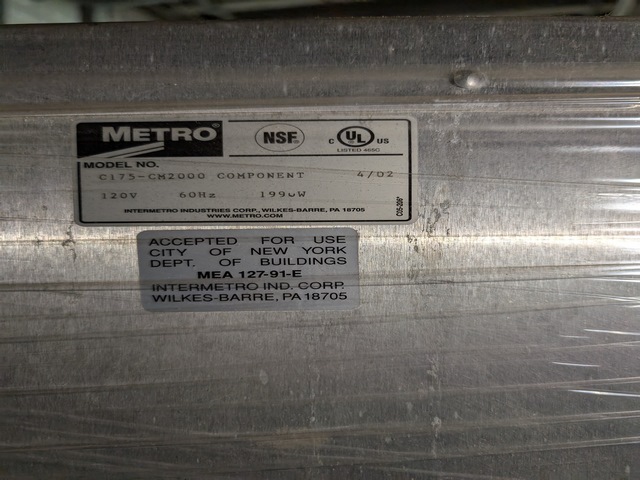 METRO
NSF
C UL US
LISTED 465C
MODEL NO.
C175-CM2000 COMPONENT 4/02
120V 60Hz
INTERMETRO INDUSTRIES CORP., WILKES-BARRE, PA 18705
WWW.METRO.COM
ACCEPTED FOR USE
CITY OF NEW YORK
DEPT. OF BUILDINGS
MEA 127-91-E
INTERMETRO IND. CORP.
WILKES-BARRE, PA 18705